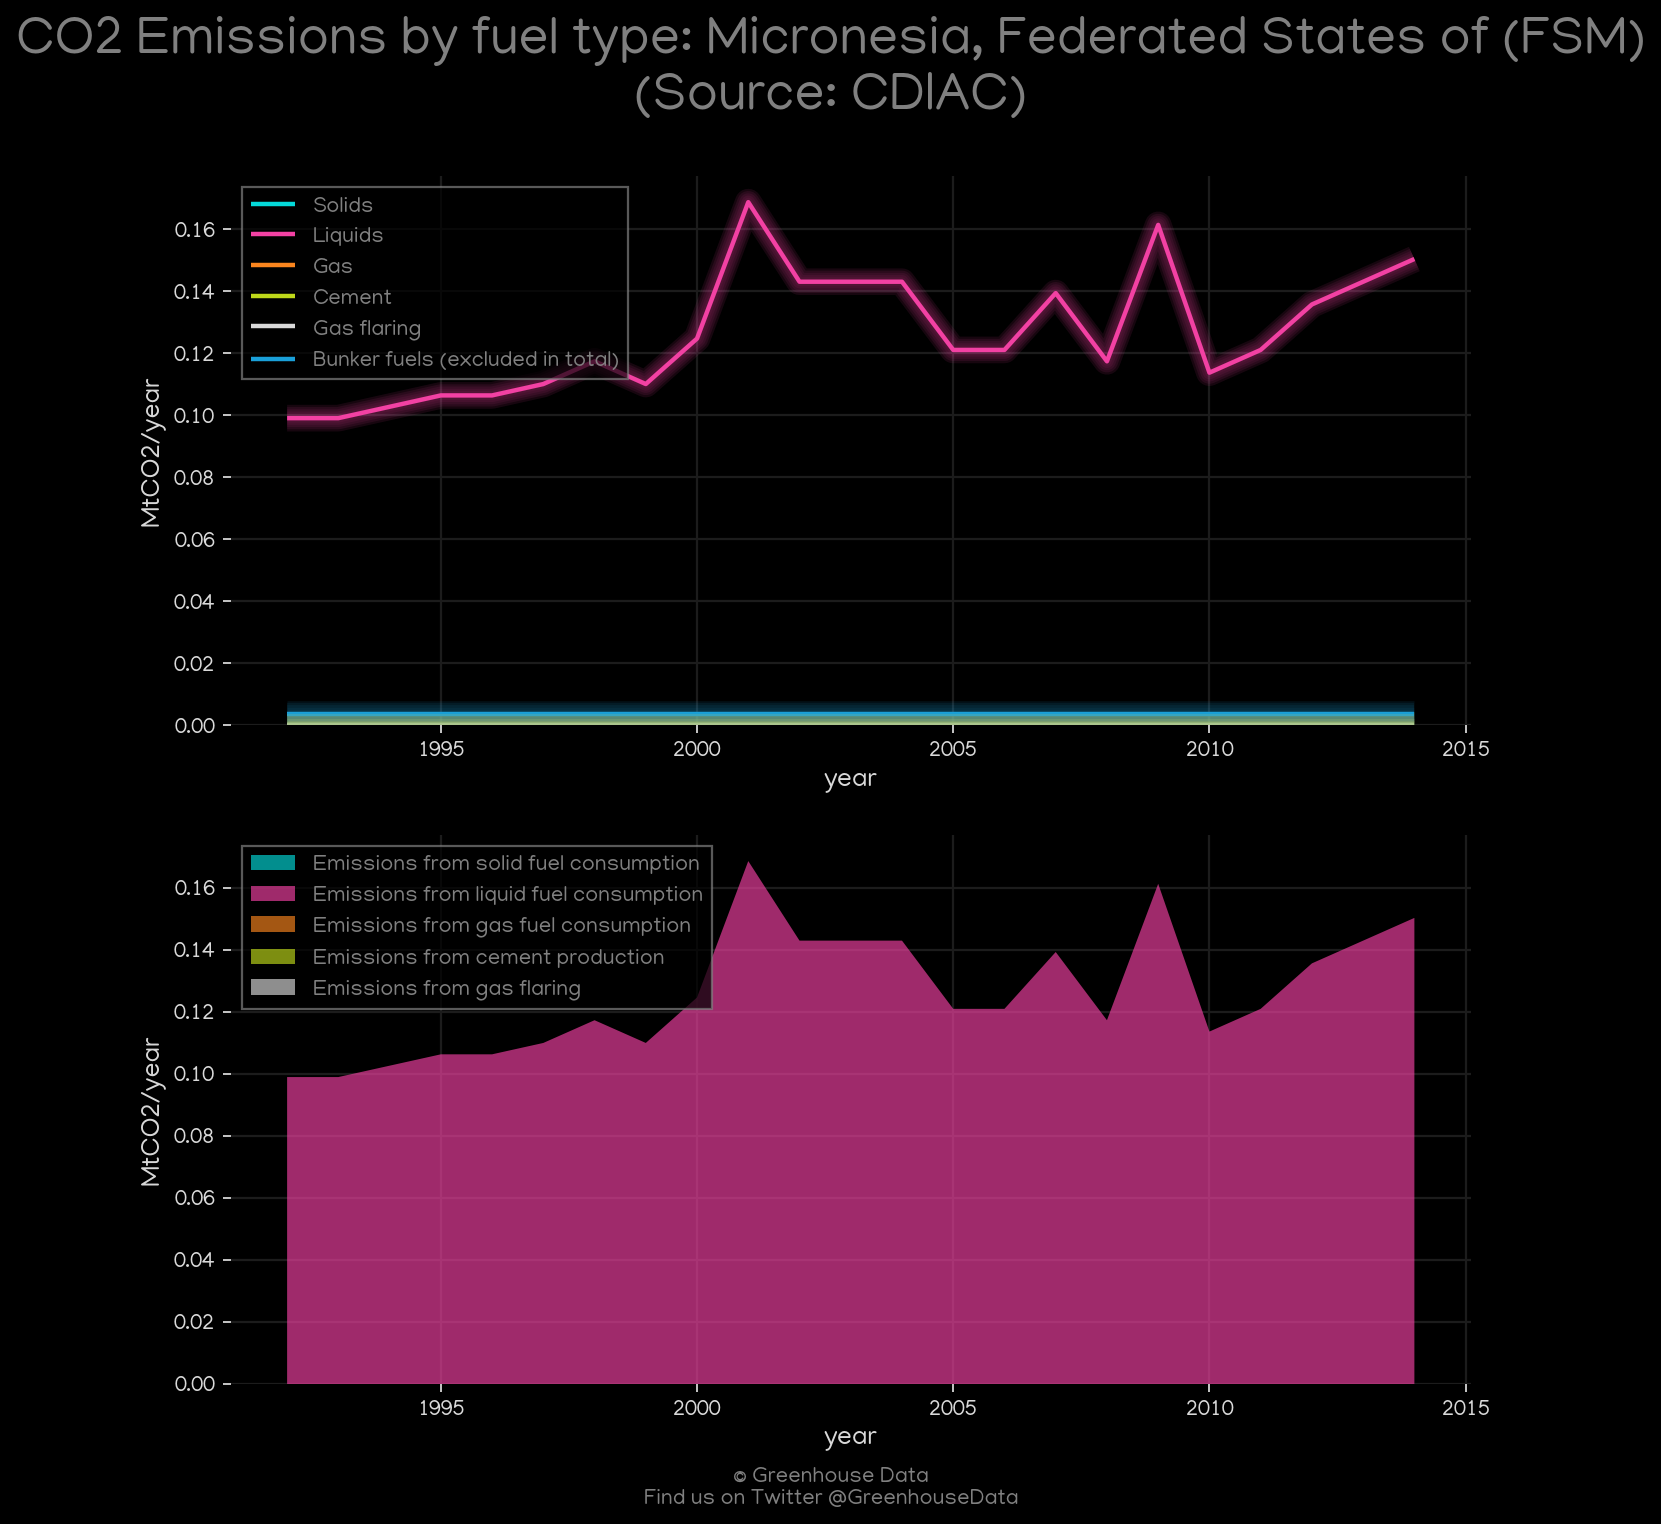 CO2 Emissions by fuel type: Micronesia, Federated States of (FSM)
(Source: CDIAC)
Solids
Liquids
Gas
Cement
Gas flaring
Bunker fuels (excluded in total)
MtCO2/year
0.16
0.14
0.12
0.10
0.08
0.06
0.04
0.02
0.00
1995 2000 2005 2010 2015
year
Emissions from solid fuel consumption
Emissions from liquid fuel consumption
Emissions from gas fuel consumption
Emissions from cement production
Emissions from gas flaring
MtCO2/year
0.16
0.14
0.12
0.10
0.08
0.06
0.04
0.02
0.00
1995 2000 2005 2010 2015
year
© Greenhouse Data
Find us on Twitter @GreenhouseData